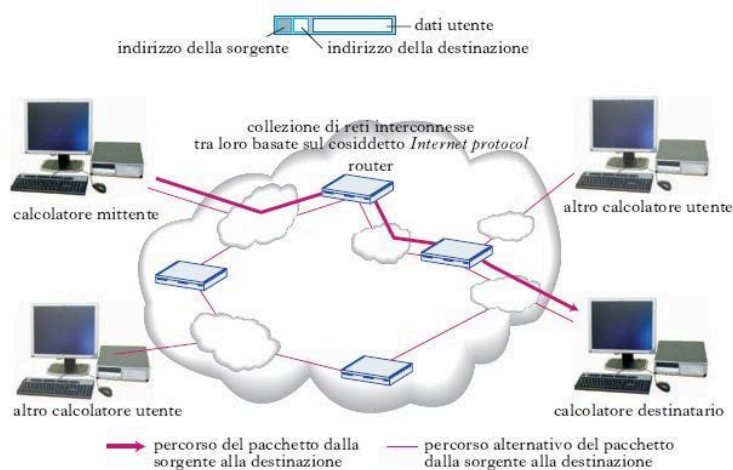 dati utente
indirizzo della sorgente
indirizzo della destinazione
collezione di reti interconnesse
tra loro basate sul cosiddetto Internet protocol
router
calcolatore mittente
altro calcolatore utente
altro calcolatore utente
calcolatore destinatario
percorso del pacchetto dalla
sorgente alla destinazione
percorso alternativo del pacchetto
dalla sorgente alla destinazione